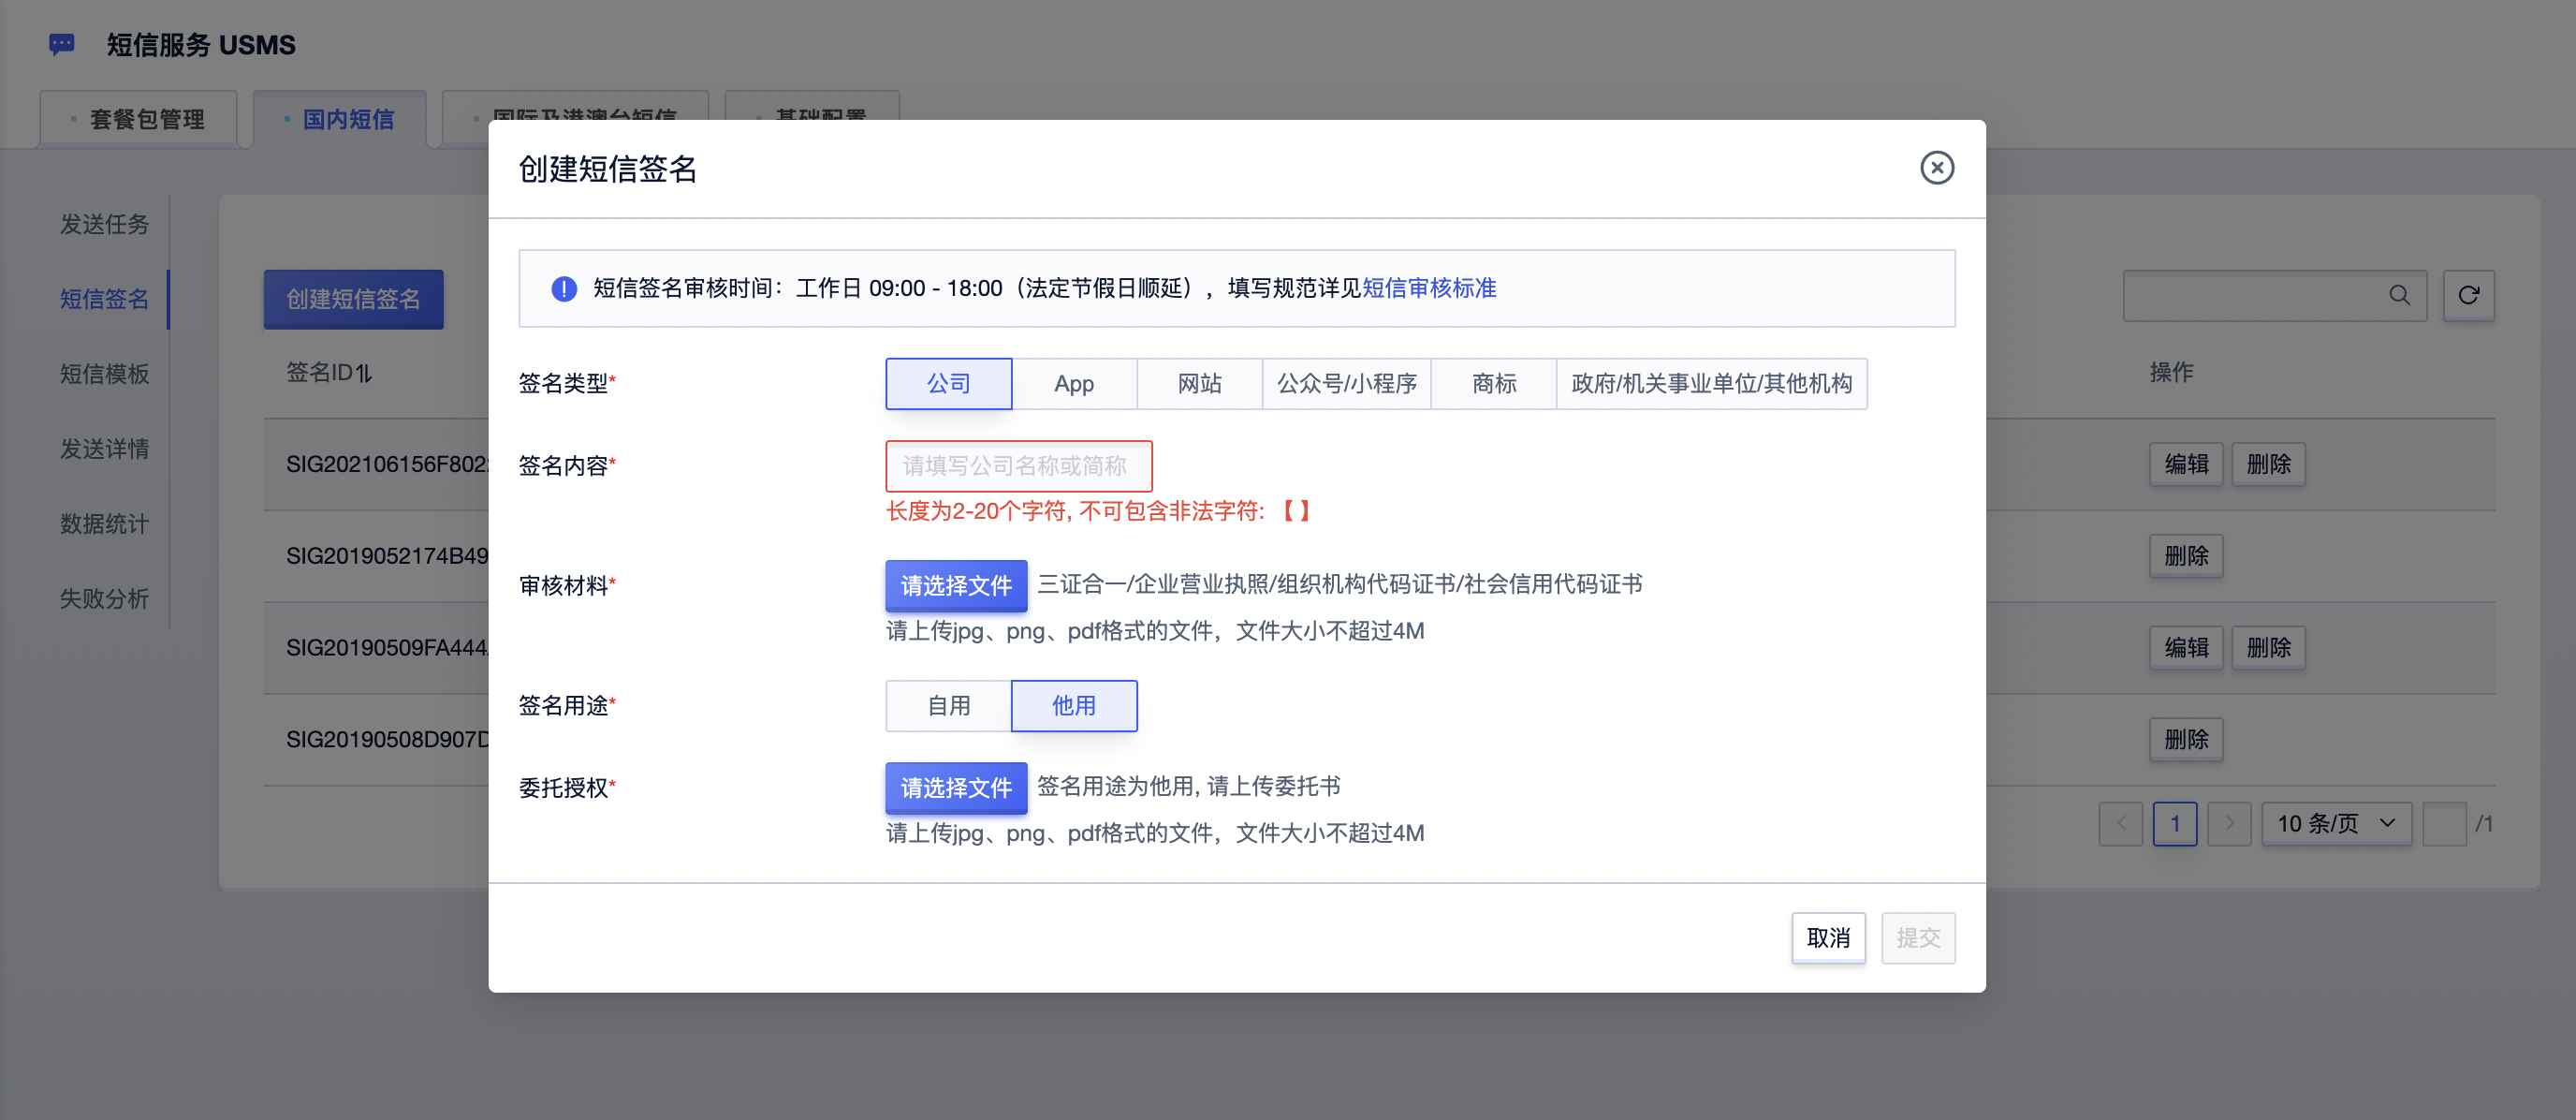 短信服务 USMS
套餐包管理
国内短信
国际及港澳台短信
基础配置
发送任务
短信签名
短信模板
发送详情
数据统计
失败分析
创建短信签名
签名ID
操作
SIG202106156F802
编辑 删除
SIG2019052174B49
删除
SIG20190509FA444
编辑 删除
SIG20190508D907D
删除
1
10 条/页
/1
创建短信签名
短信签名审核时间：工作日 09:00 - 18:00（法定节假日顺延），填写规范详见短信审核标准
签名类型*
公司 App 网站 公众号/小程序 商标 政府/机关事业单位/其他机构
签名内容*
请填写公司名称或简称
长度为2-20个字符, 不可包含非法字符: 【 】
审核材料*
请选择文件 三证合一/企业营业执照/组织机构代码证书/社会信用代码证书
请上传jpg、png、pdf格式的文件，文件大小不超过4M
签名用途*
自用 他用
委托授权*
请选择文件 签名用途为他用, 请上传委托书
请上传jpg、png、pdf格式的文件，文件大小不超过4M
取消 提交